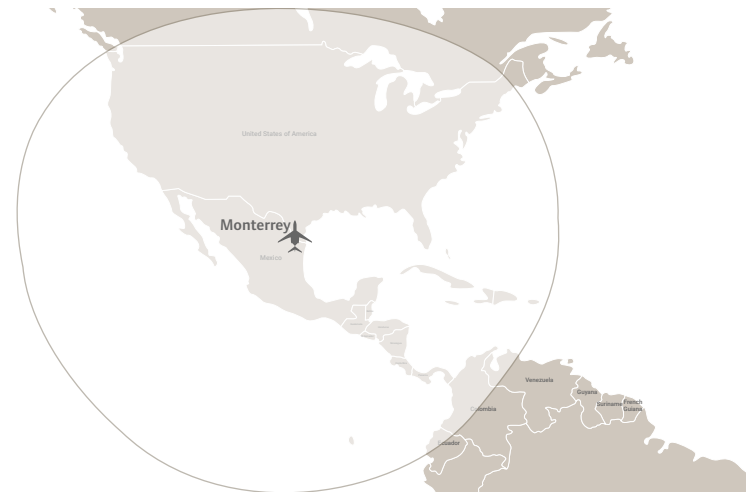 United States of America
Monterrey
Mexico
Venezuela
Guyana
Suriname
French
Guiana
Colombia
Ecuador